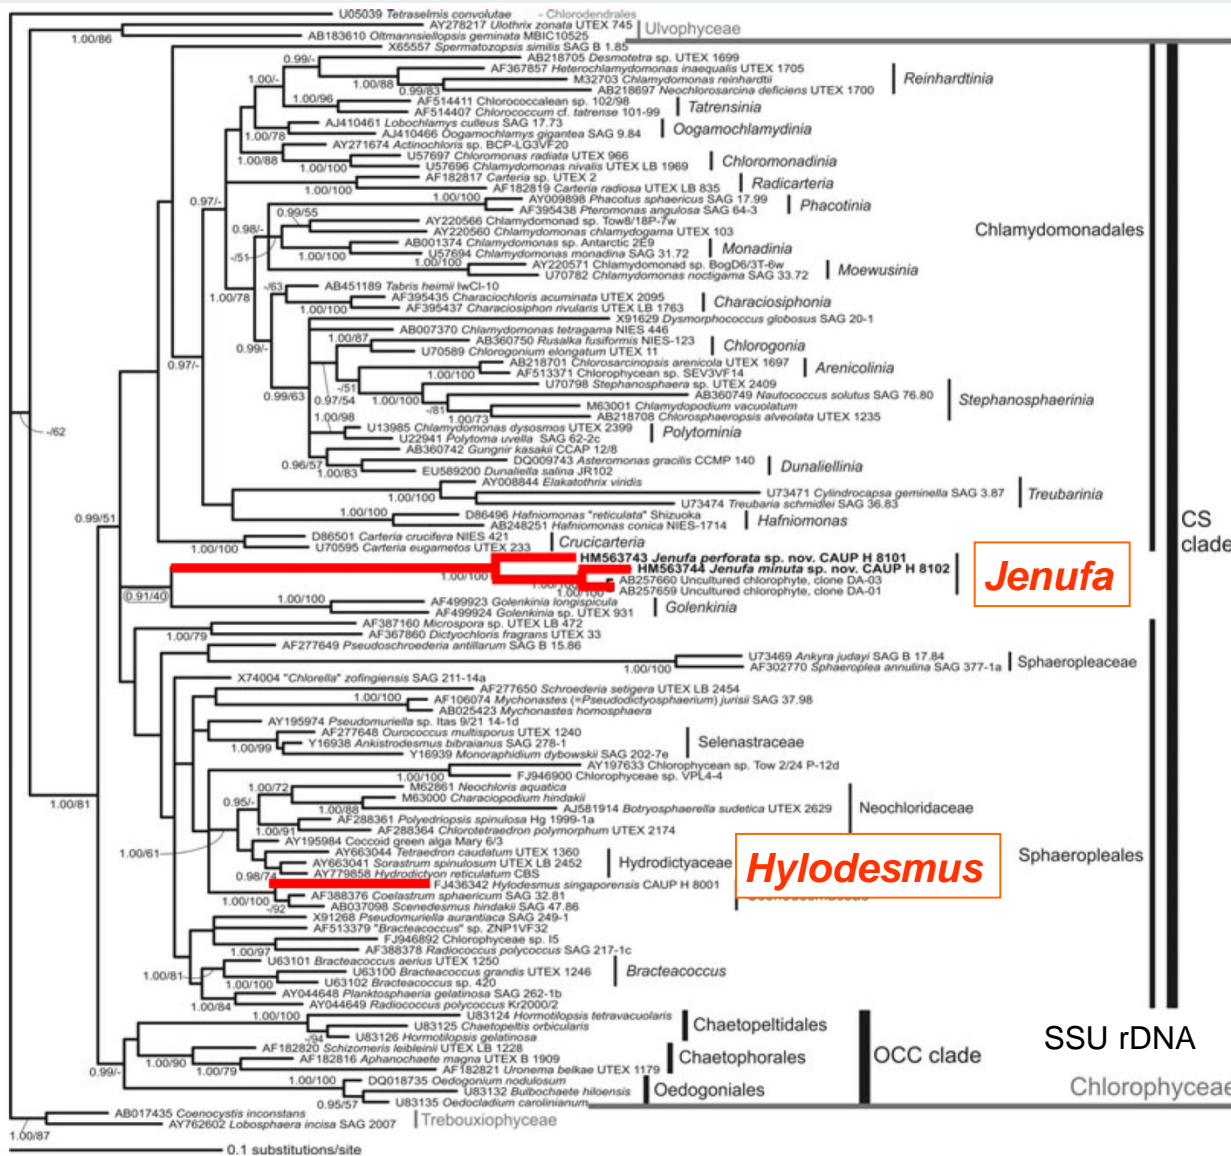 U05039 Tetraselmis convolutae - Chlorodendrales
AY278217 Ulothrix zonata UTEX 745
1.00/86
AB183610 Oltmannsiellopsis geminata MBIC10525
Ulvophyceae
X65557 Spermatozopsis similis SAG B 1.85
0.99/-
AB218705 Desmotetra sp. UTEX 1699
AF367857 Heterochlamydomonas inaequalis UTEX 1705
1.00/-
1.00/88
M32703 Chlamydomonas reinhardtii
Reinhardtinia
0.99/83
AB218697 Neochlorosarcina deficiens UTEX 1700
1.00/96
AF514411 Chlorococcalean sp. 102/98
AF514407 Chlorococcum cf. tatrense 101-99
Tatrensinia
AJ410461 Lobochlamys culleus SAG 17.73
1.00/78
AJ410466 Oogamochlamys gigantea SAG 9.84
Oogamochlamydinia
AY271674 Actinochloris sp. BCP-LG3VF20
1.00/88
U57697 Chloromonas radiata UTEX 966
1.00/100
U57696 Chlamydomonas nivalis UTEX LB 1969
Chloromonadinia
AF182817 Carteria sp. UTEX 2
1.00/100
AF182819 Carteria radiosa UTEX LB 835
Radicarteria
0.97/-
1.00/100
AY009898 Phacotus sphaericus SAG 17.99
AF395438 Pteromonas angulosa SAG 64-3
Phacotinia
0.99/55
AY220566 Chlamydomonad sp. Tow8/18P-7w
0.98/-
AY220560 Chlamydomonas chlamydogama UTEX 103
Chlamydomonadales
AB001374 Chlamydomonas sp. Antarctic 2E9
-/51
1.00/100
U57694 Chlamydomonas monadina SAG 31.72
Monadinia
1.00/100
AY220571 Chlamydomonad sp. BogD6/3T-6w
U70782 Chlamydomonas noctigama SAG 33.72
Moewusinia
1.00/78
-/63
AB451189 Tabris heimii IwCl-10
AF395435 Characiochloris acuminata UTEX 2095
1.00/100
AF395437 Characiosiphon rivularis UTEX LB 1763
Characiosiphonia
X91629 Dysmorphococcus globosus SAG 20-1
AB007370 Chlamydomonas tetragama NIES 446
1.00/87
AB360750 Rusalka fusiformis NIES-123
0.99/-
U70589 Chlorogonium elongatum UTEX 11
Chlorogonia
0.97/-
AB218701 Chlorosarcinopsis arenicola UTEX 1697
1.00/100
AF513371 Chlorophycean sp. SEV3VF14
Arenicolinia
-/51
U70798 Stephanosphaera sp. UTEX 2409
0.99/63
0.97/54
1.00/100
AB360749 Nautococcus solutus SAG 76.80
-/81
M63001 Chlamydopodium vacuolatum
Stephanosphaerinia
1.00/98
1.00/73
AB218708 Chlorosphaeropsis alveolata UTEX 1235
U13985 Chlamydomonas dysosmos UTEX 2399
-/62
U22941 Polytoma uvella SAG 62-2c
Polytominia
AB360742 Gungnir kasakii CCAP 12/8
0.96/57
DQ009743 Asteromonas gracilis CCMP 140
1.00/83
EU589200 Dunaliella salina JR102
Dunaliellinia
AY008844 Elakatothrix viridis
1.00/100
U73471 Cylindrocapsa geminella SAG 3.87
U73474 Treubaria schmidlei SAG 36.83
Treubarinia
0.99/51
1.00/100
D86496 Hafniomonas "reticulata" Shizuoka
AB248251 Hafniomonas conica NIES-1714
Hafniomonas
CS
clade
D86501 Carteria crucifera NIES 421
1.00/100
U70595 Carteria eugametos UTEX 233
Crucicarteria
HM563743 Jenufa perforata sp. nov. CAUP H 8101
HM563744 Jenufa minuta sp. nov. CAUP H 8102
1.00/100
AB257660 Uncultured chlorophyte, clone DA-03
1.00/100
AB257659 Uncultured chlorophyte, clone DA-01
Jenufa
0.91/40
1.00/100
AF499923 Golenkinia longispicula
AF499924 Golenkinia sp. UTEX 931
Golenkinia
AF387160 Microspora sp. UTEX LB 472
1.00/79
AF367860 Dictyochloris fragrans UTEX 33
AF277649 Pseudoschroederia antillarum SAG B 15.86
U73469 Ankyra judayi SAG B 17.84
1.00/100
AF302770 Sphaeroplea annulina SAG 377-1a
Sphaeropleaceae
X74004 "Chlorella" zofingiensis SAG 211-14a
AF277650 Schroederia setigera UTEX LB 2454
1.00/100
AF106074 Mychonastes (=Pseudodictyosphaerium) jurisii SAG 37.98
AB025423 Mychonastes homosphaera
AY195974 Pseudomuriella sp. Itas 9/21 14-1d
AF277648 Ourococcus multisporus UTEX 1240
1.00/99
Y16938 Ankistrodesmus bibraianus SAG 278-1
Y16939 Monoraphidium dybowskii SAG 202-7e
Selenastraceae
AY197633 Chlorophycean sp. Tow 2/24 P-12d
1.00/100
FJ946900 Chlorophyceae sp. VPL4-4
1.00/81
1.00/72
M62861 Neochloris aquatica
0.95/-
M63000 Characiopodium hindakii
1.00/88
AJ581914 Botryosphaerella sudetica UTEX 2629
Neochloridaceae
AF288361 Polyedriopsis spinulosa Hg 1999-1a
1.00/91
AF288364 Chlorotetraedron polymorphum UTEX 2174
AY195984 Coccoid green alga Mary 6/3
1.00/61
AY663044 Tetraedron caudatum UTEX 1360
AY663041 Sorastrum spinulosum UTEX LB 2452
Hydrodictyaceae
Sphaeropleales
0.98/74
AY779858 Hydrodictyon reticulatum CBS
Hylodesmus
FJ436342 Hylodesmus singaporensis CAUP H 8001
1.00/100
AF388376 Coelastrum sphaericum SAG 32.81
-/92
AB037098 Scenedesmus hindakii SAG 47.86
X91268 Pseudomuriella aurantiaca SAG 249-1
AF513379 "Bracteacoccus" sp. ZNP1VF32
FJ946892 Chlorophyceae sp. I5
1.00/97
AF388378 Radiococcus polycoccus SAG 217-1c
U63101 Bracteacoccus aerius UTEX 1250
1.00/81
U63100 Bracteacoccus grandis UTEX 1246
1.00/100
U63102 Bracteacoccus sp. 420
Bracteacoccus
AY044648 Planktosphaeria gelatinosa SAG 262-1b
1.00/84
AY044649 Radiococcus polycoccus Kr2000/2
1.00/100
U83124 Hormotilopsis tetravacuolaris
U83125 Chaetopeltis orbicularis
-/94
U83126 Hormotilopsis gelatinosa
Chaetopeltidales
SSU rDNA
AF182820 Schizomeris leibleinii UTEX LB 1228
1.00/90
AF182816 Aphanochaete magna UTEX B 1909
1.00/79
AF182821 Uronema belkae UTEX 1179
Chaetophorales
OCC clade
0.99/-
1.00/100
DQ018735 Oedogonium nodulosum
U83132 Bulbochaete hiloensis
0.95/57
U83135 Oedocladium carolinianum
Oedogoniales
Chlorophyceae
AB017435 Coenocystis inconstans
1.00/87
AY762602 Lobosphaera incisa SAG 2007
Trebouxiophyceae
0.1 substitutions/site